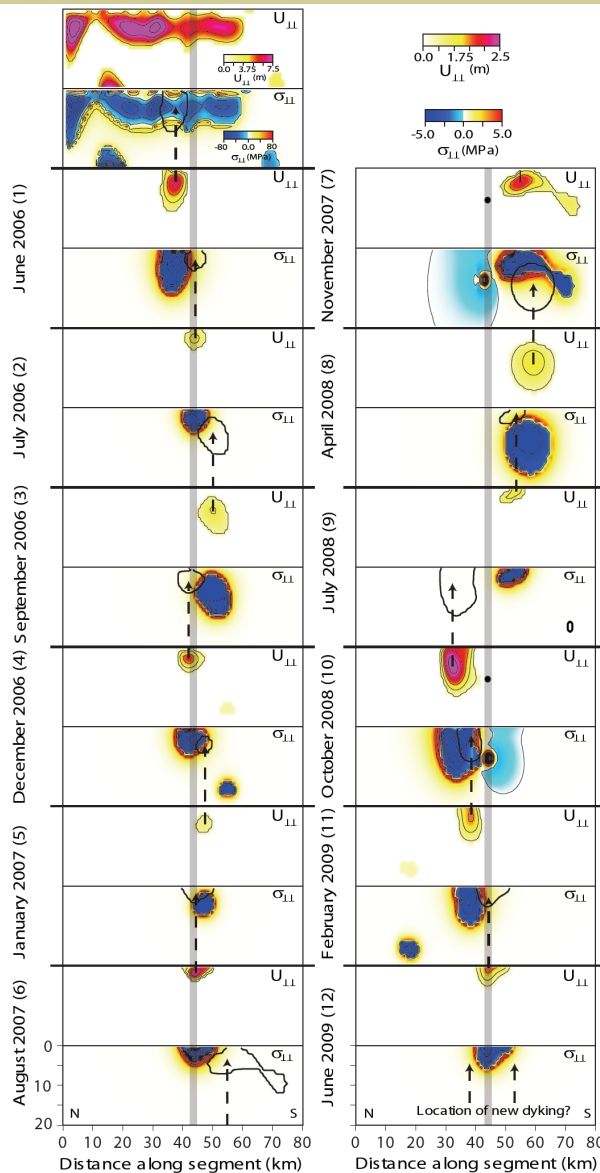 U⊥⊥
0.0 3.75 7.5
U⊥⊥(m)
σ⊥⊥
-80 0.0 80
σ⊥⊥(MPa)
0.0 1.25 2.5
U⊥⊥(m)
-5.0 0.0 5.0
σ⊥⊥(MPa)
June 2006 (1)
U⊥⊥
σ⊥⊥
July 2006 (2)
U⊥⊥
σ⊥⊥
September 2006 (3)
U⊥⊥
σ⊥⊥
December 2006 (4)
U⊥⊥
σ⊥⊥
January 2007 (5)
U⊥⊥
σ⊥⊥
August 2007 (6)
U⊥⊥
σ⊥⊥
0
10
20
N S
0 10 20 30 40 50 60 70 80
Distance along segment (km)
November 2007 (7)
U⊥⊥
σ⊥⊥
April 2008 (8)
U⊥⊥
σ⊥⊥
July 2008 (9)
U⊥⊥
σ⊥⊥
October 2008 (10)
U⊥⊥
σ⊥⊥
February 2009 (11)
U⊥⊥
σ⊥⊥
June 2009 (12)
U⊥⊥
σ⊥⊥
Location of new dyking?
N S
0 10 20 30 40 50 60 70 80
Distance along segment (km)